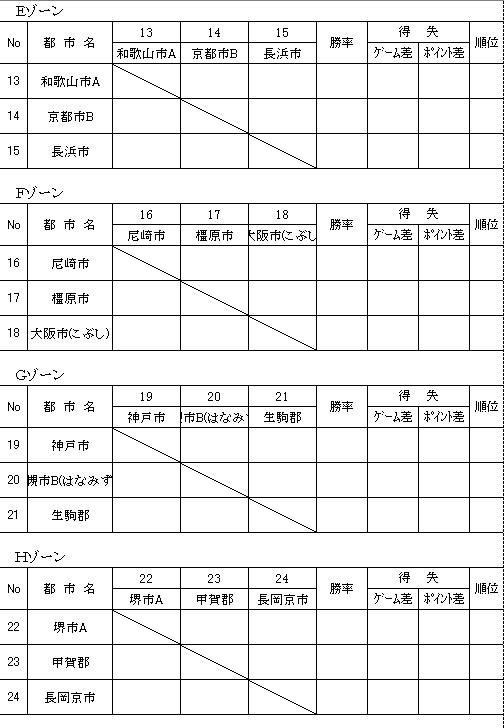 Eゾーン
No 都市名 13 14 15 勝率 得 失 順位
和歌山市A 京都市B 長浜市 ゲーム差 ポイント差
13 和歌山市A
14 京都市B
15 長浜市
Fゾーン
No 都市名 16 17 18 勝率 得 失 順位
尼崎市 橿原市 大阪市(こぶし ゲーム差 ポイント差
16 尼崎市
17 橿原市
18 大阪市(こぶし)
Gゾーン
No 都市名 19 20 21 勝率 得 失 順位
神戸市 市B(はなみず 生駒郡 ゲーム差 ポイント差
19 神戸市
20 槻市B(はなみず
21 生駒郡
Hゾーン
No 都市名 22 23 24 勝率 得 失 順位
堺市A 甲賀郡 長岡京市 ゲーム差 ポイント差
22 堺市A
23 甲賀郡
24 長岡京市